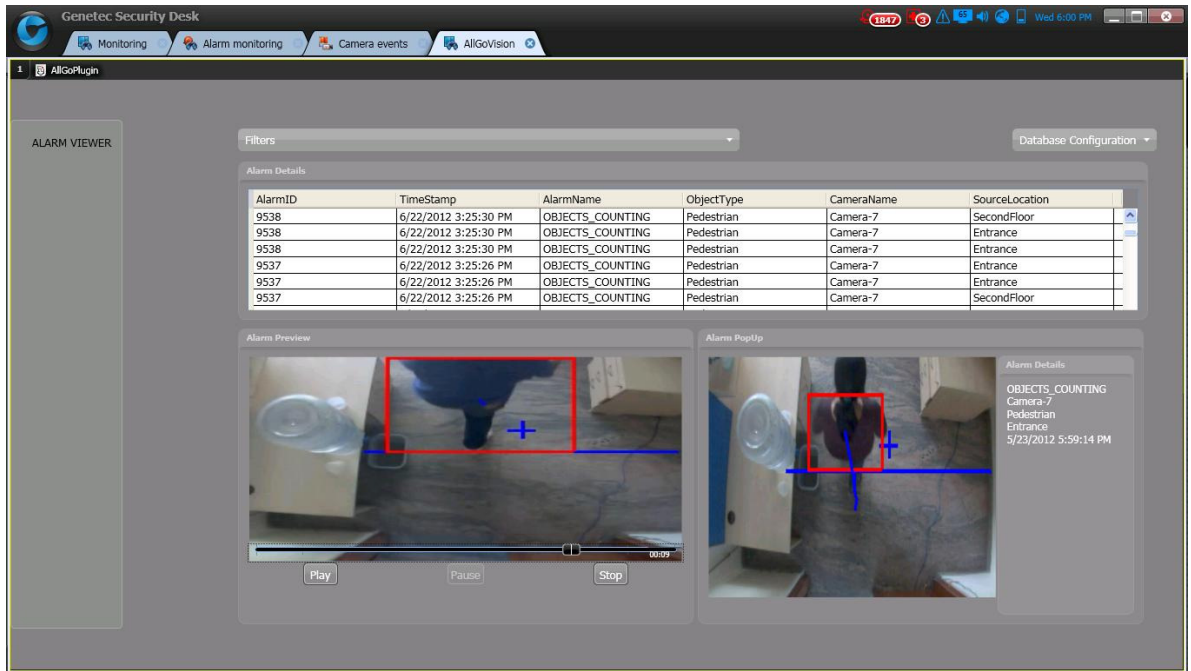 Genetec Security Desk
1847 3 65 Wed 6:00 PM
Monitoring Alarm monitoring Camera events AllGoVision
1 AllGoPlugin
ALARM VIEWER
Filters Database Configuration
Alarm Details
AlarmID TimeStamp AlarmName ObjectType CameraName SourceLocation
9538 6/22/2012 3:25:30 PM OBJECTS_COUNTING Pedestrian Camera-7 SecondFloor
9538 6/22/2012 3:25:30 PM OBJECTS_COUNTING Pedestrian Camera-7 Entrance
9538 6/22/2012 3:25:30 PM OBJECTS_COUNTING Pedestrian Camera-7 Entrance
9537 6/22/2012 3:25:26 PM OBJECTS_COUNTING Pedestrian Camera-7 Entrance
9537 6/22/2012 3:25:26 PM OBJECTS_COUNTING Pedestrian Camera-7 Entrance
9537 6/22/2012 3:25:26 PM OBJECTS_COUNTING Pedestrian Camera-7 SecondFloor
Alarm Preview
00:09
Play Pause Stop
Alarm PopUp
Alarm Details
OBJECTS_COUNTING
Camera-7
Pedestrian
Entrance
5/23/2012 5:59:14 PM